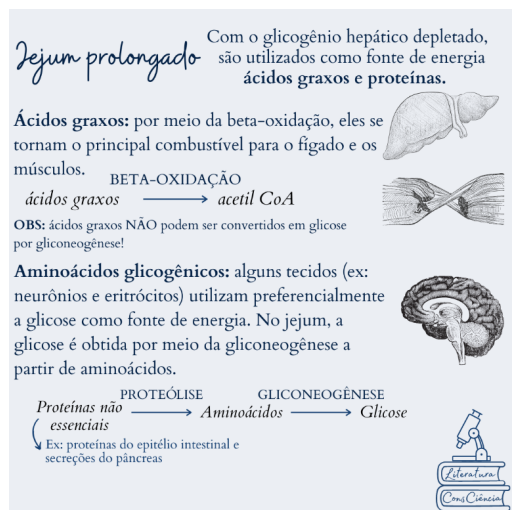 Jejum prolongado
Com o glicogênio hepático depletado,
são utilizados como fonte de energia
ácidos graxos e proteínas.
Ácidos graxos: por meio da beta-oxidação, eles se
tornam o principal combustível para o fígado e os
músculos.
BETA-OXIDAÇÃO
ácidos graxos
acetil CoA
OBS: ácidos graxos NÃO podem ser convertidos em glicose
por gliconeogênese!
Aminoácidos glicogênicos: alguns tecidos (ex:
neurônios e eritrócitos) utilizam preferencialmente
a glicose como fonte de energia. No jejum, a
glicose é obtida por meio da gliconeogênese a
partir de aminoácidos.
PROTEÓLISE
GLICONEOGÊNESE
Proteínas não
essenciais
Aminoácidos
Glicose
Ex: proteínas do epitélio intestinal e
secreções do pâncreas
Literatura
ConsCiência